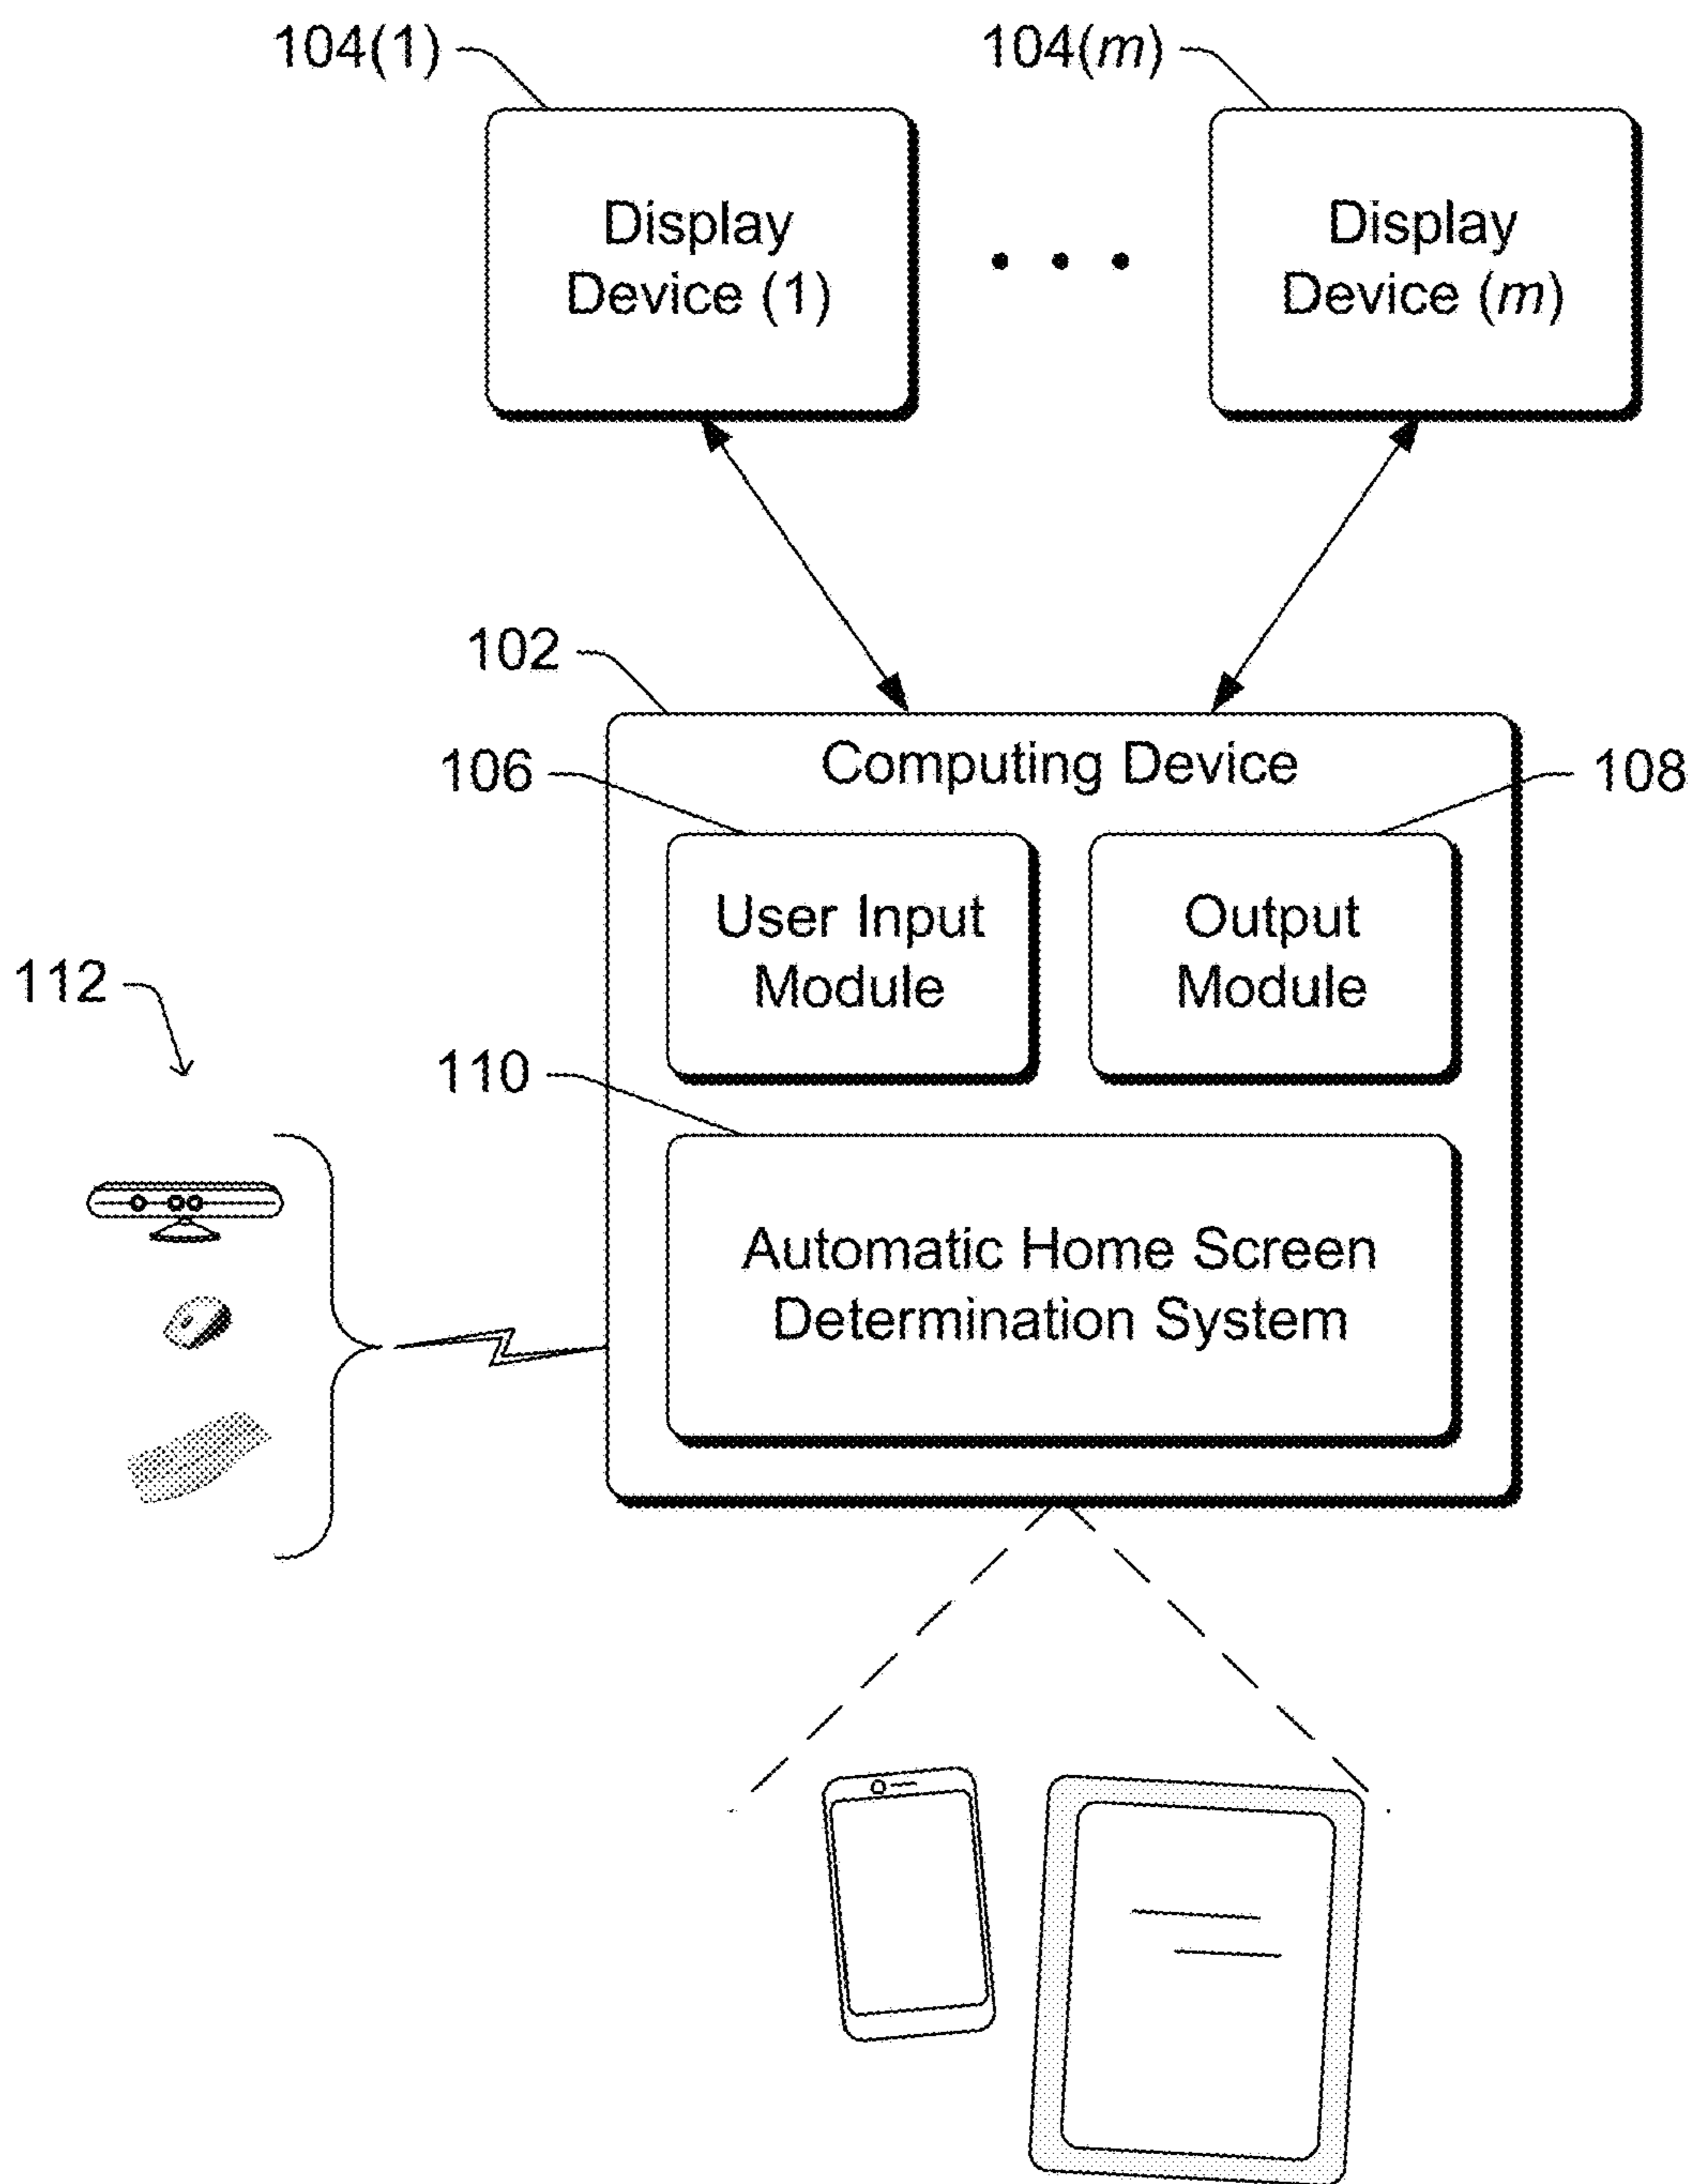 104(1)
104(m)
Display
Device (1)
• • •
Display
Device (m)
102
Computing Device
106
108
User Input
Module
Output
Module
112
110
Automatic Home Screen
Determination System